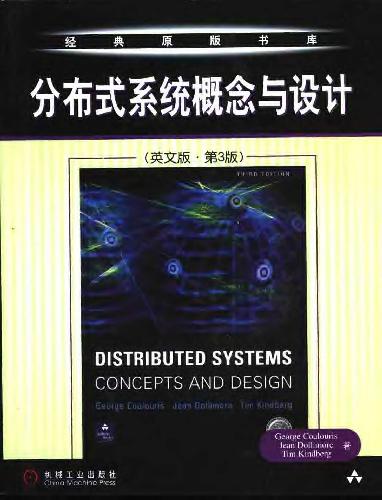 经典原版书库
分布式系统概念与设计
(英文版·第3版)
THIRD EDITION
DISTRIBUTED SYSTEMS
CONCEPTS AND DESIGN
George Coulouris Jean Dollimore Tim Kindberg
George Coulouris
Jean Dollimore 著
Tim Kindberg
机械工业出版社
China Machine Press